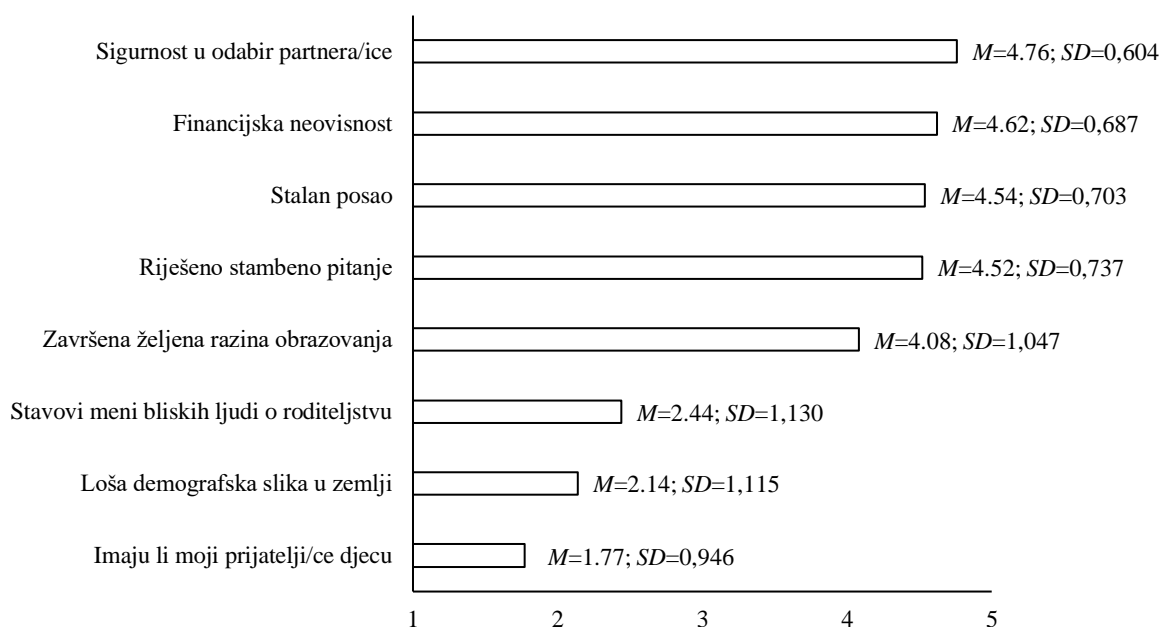 Sigurnost u odabir partnera/ice M=4.76; SD=0,604
Financijska neovisnost M=4.62; SD=0,687
Stalan posao M=4.54; SD=0,703
Riješeno stambeno pitanje M=4.52; SD=0,737
Završena željena razina obrazovanja M=4.08; SD=1,047
Stavovi meni bliskih ljudi o roditeljstvu M=2.44; SD=1,130
Loša demografska slika u zemlji M=2.14; SD=1,115
Imaju li moji prijatelji/ce djecu M=1.77; SD=0,946
1 2 3 4 5